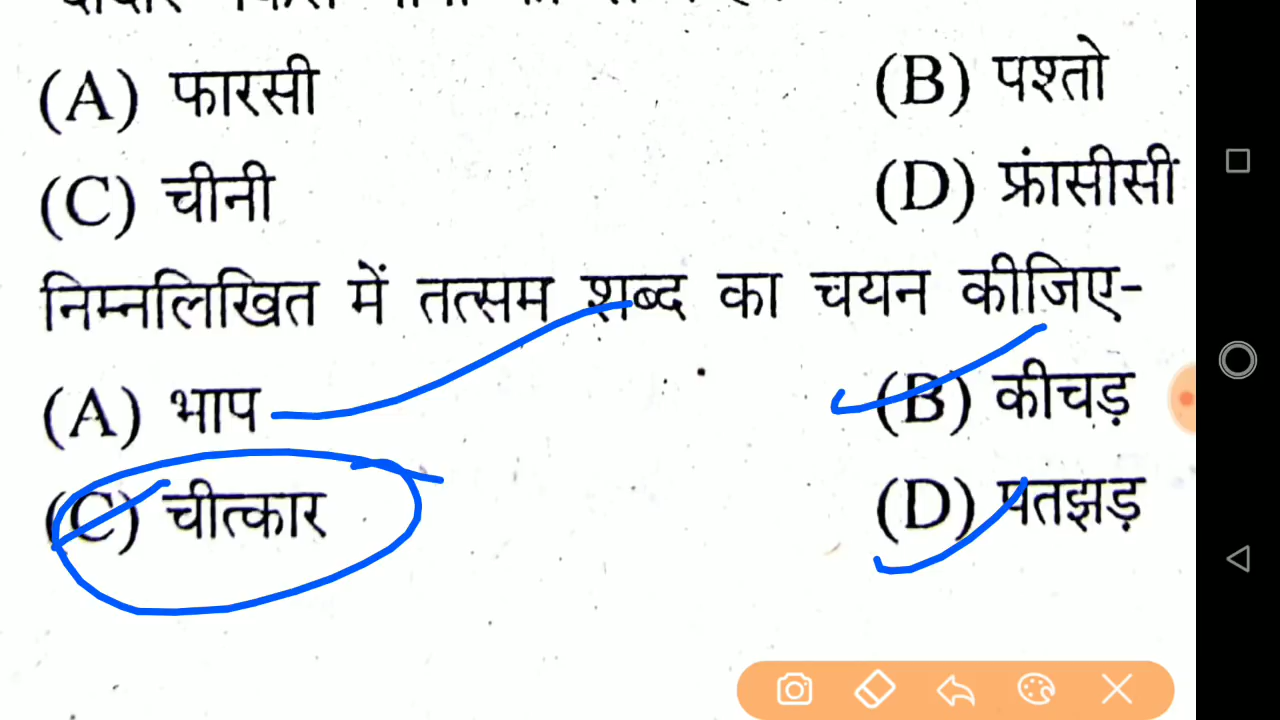 (A) फारसी (B) पश्तो
(C) चीनी (D) फ्रांसीसी
निम्नलिखित में तत्सम शब्द का चयन कीजिए-
(A) भाप (B) कीचड़
(C) चीत्कार (D) पतझड़